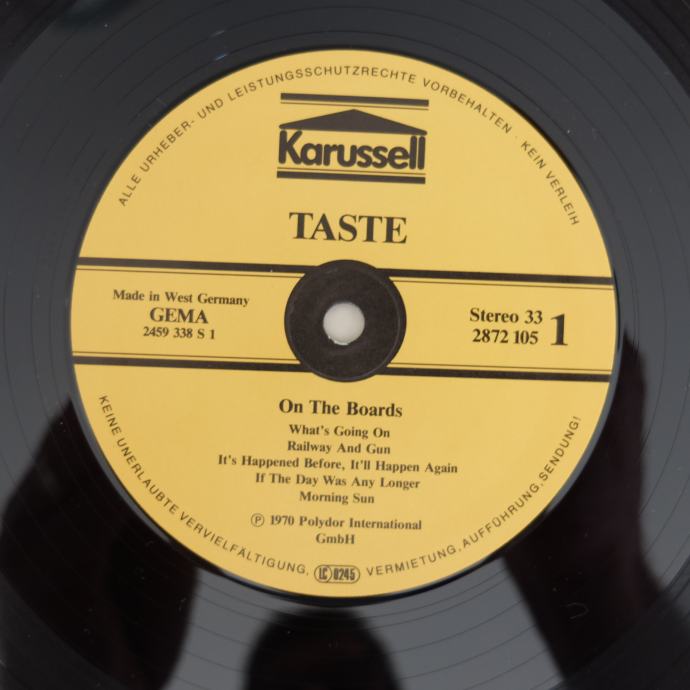 ALLE URHEBER- UND LEISTUNGSSCHUTZRECHTE VORBEHALTEN · KEIN VERLEIH
Karussell
TASTE
Made in West Germany
GEMA
2459 338 S 1
Stereo 33
2872 105
1
On The Boards
What's Going On
Railway And Gun
It's Happened Before, It'll Happen Again
If The Day Was Any Longer
Morning Sun
Ⓟ 1970 Polydor International
GmbH
KEINE UNERLAUBTE VERVIELFÄLTIGUNG, LC 0245 VERMIETUNG, AUFFÜHRUNG, SENDUNG!